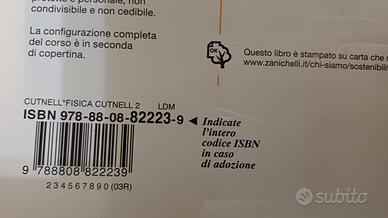 protetto e personale, non
condivisibile e non cedibile.
La configurazione completa
del corso è in seconda
di copertina.
OK
Questo libro è stampato su carta che
www.zanichelli.it/chi-siamo/sostenibili
CUTNELL*FISICA CUTNELL 2 LDM
ISBN 978-88-08-82223-9
Indicate
l'intero
codice ISBN
in caso
di adozione
9 788808 822239
2 3 4 5 6 7 8 9 0 (03R)
subito